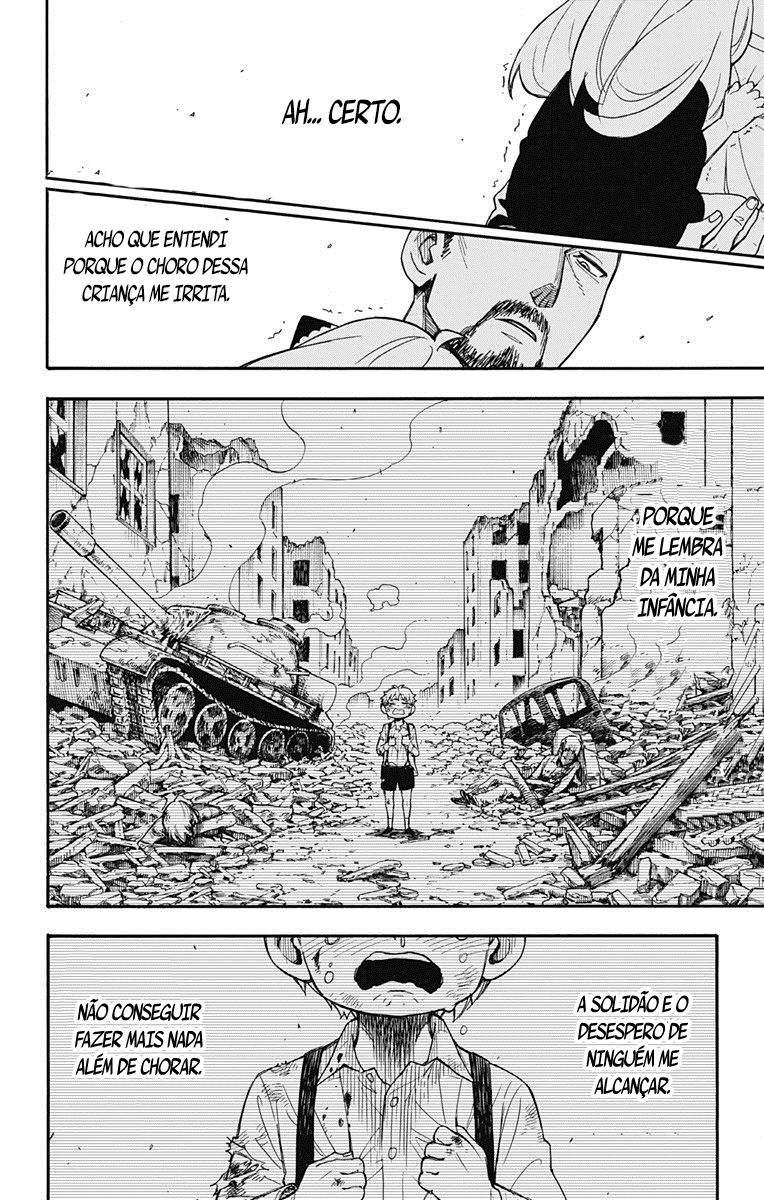 AH... CERTO.
ACHO QUE ENTENDI
PORQUE O CHORO DESSA
CRIANÇA ME IRRITA.
PORQUE
ME LEMBRA
DA MINHA
INFÂNCIA.
A SOLIDÃO E O
DESESPERO DE
NINGUÉM ME
ALCANÇAR.
NÃO CONSEGUIR
FAZER MAIS NADA
ALÉM DE CHORAR.